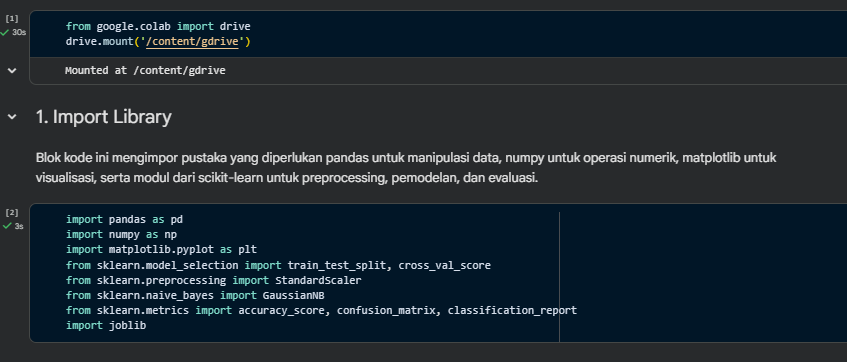 [1]
30s
from google.colab import drive
drive.mount('/content/gdrive')
Mounted at /content/gdrive
1. Import Library
Blok kode ini mengimpor pustaka yang diperlukan pandas untuk manipulasi data, numpy untuk operasi numerik, matplotlib untuk
visualisasi, serta modul dari scikit-learn untuk preprocessing, pemodelan, dan evaluasi.
[2]
3s
import pandas as pd
import numpy as np
import matplotlib.pyplot as plt
from sklearn.model_selection import train_test_split, cross_val_score
from sklearn.preprocessing import StandardScaler
from sklearn.naive_bayes import GaussianNB
from sklearn.metrics import accuracy_score, confusion_matrix, classification_report
import joblib